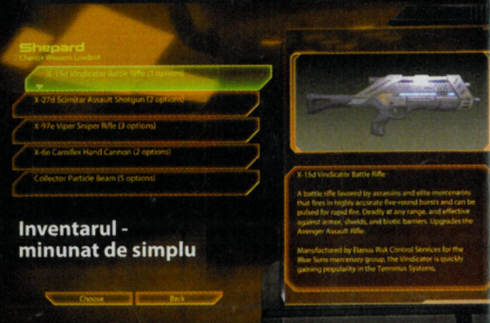 Shepard
Choose Weapon Loadout
X-15d Vindicator Battle Rifle (3 options)
X-27d Scimitar Assault Shotgun (2 options)
X-97e Viper Sniper Rifle (3 options)
X-6e Carnifex Hand Cannon (2 options)
Collector Particle Beam (5 options)
Inventarul -
minunat de simplu
Choose
Back
X-15d Vindicator Battle Rifle
A battle rifle favored by assassins and elite mercenaries
that fires in highly accurate five-round bursts and can be
pulsed for rapid fire. Deadly at any range, and effective
against armor, shields, and biotic barriers. Upgrades the
Avenger Assault Rifle.
Manufactured by Elanus Risk Control Services for the
Blue Suns mercenary group, the Vindicator is quickly
gaining popularity in the Terminus Systems.